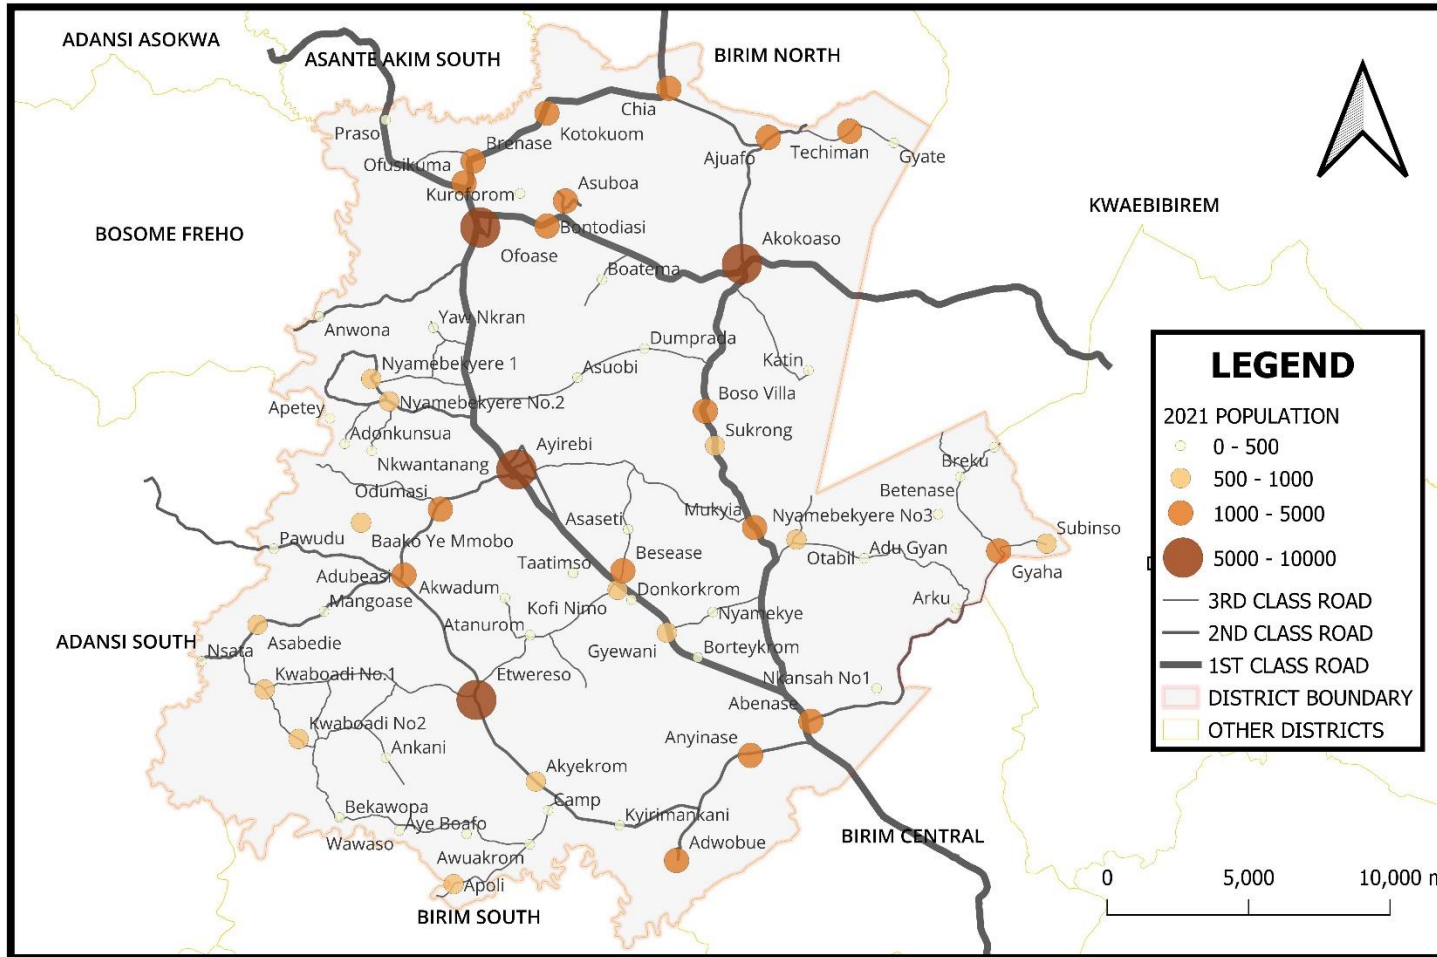 ADANSI ASOKWA
ASANTE AKIM SOUTH
BIRIM NORTH
Chia
Praso
Kotokuom
Brenase
Ajuafo
Techiman
Gyate
Ofusikuma
Kuroforom
Asuboa
KWAEBIBIREM
BOSOME FREHO
Bontodiasi
Akokoaso
Ofoase
Boatema
Anwona
Yaw Nkran
Dumprada
Katin
Nyamebekyere 1
Asuobi
Boso Villa
Apetey
Nyamebekyere No.2
Adonkunsua
Sukrong
Ayirebi
Nkwantanang
Breku
Odumasi
Betenase
Mukyia
Nyamebekyere No3
Asaseti
Subinso
Pawudu
Baako Ye Mmobo
Besease
Otabil
Adu Gyan
Taatimso
Gyaha
Adubeasi
Akwadum
Donkorkrom
Mangoase
Kofi Nimo
Nyamekye
Arku
Atanurom
ADANSI SOUTH
Asabedie
Nsata
Gyewani
Borteykrom
Kwaboadi No.1
Etwereso
Nkansah No1
Abenase
Kwaboadi No2
Anyinase
Ankani
Akyekrom
Camp
Bekawopa
Kyirimankani
Aye Boafo
Wawaso
Adwobue
BIRIM CENTRAL
Awuakrom
Apoli
BIRIM SOUTH
LEGEND
2021 POPULATION
0 - 500
500 - 1000
1000 - 5000
5000 - 10000
3RD CLASS ROAD
2ND CLASS ROAD
1ST CLASS ROAD
DISTRICT BOUNDARY
OTHER DISTRICTS
0 5,000 10,000 m